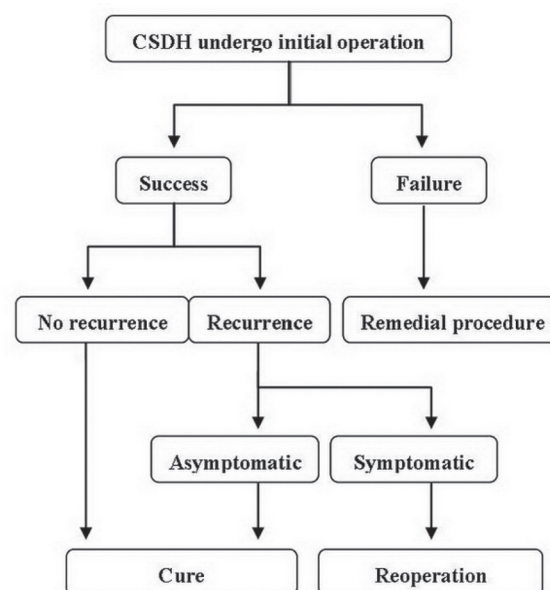 CSDH undergo initial operation
Success
Failure
No recurrence
Recurrence
Remedial procedure
Asymptomatic
Symptomatic
Cure
Reoperation